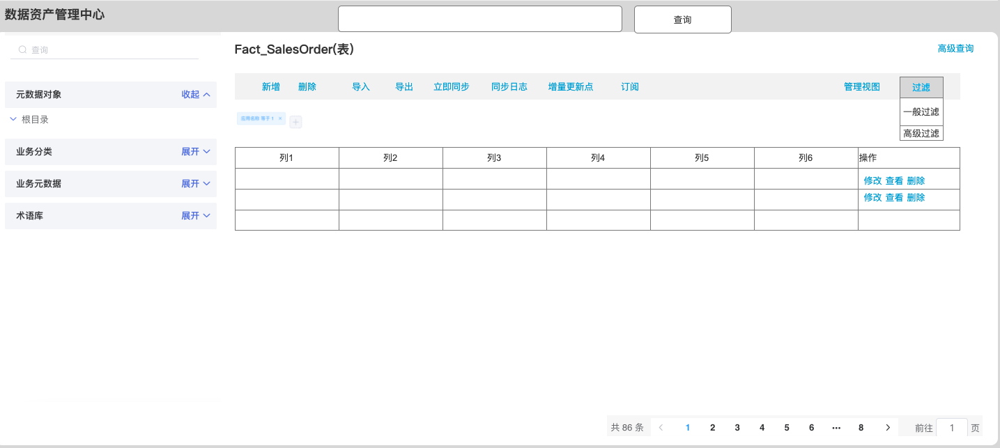 数据资产管理中心
查询
查询
Fact_SalesOrder(表)
高级查询
元数据对象 收起
根目录
业务分类 展开
业务元数据 展开
术语库 展开
新增 删除 导入 导出 立即同步 同步日志 增量更新点 订阅 管理视图 过滤
一般过滤
高级过滤
应用名称 等于 1 ×
列1 列2 列3 列4 列5 列6 操作
修改 查看 删除
修改 查看 删除
共 86 条 1 2 3 4 5 6 ••• 8 前往 1 页